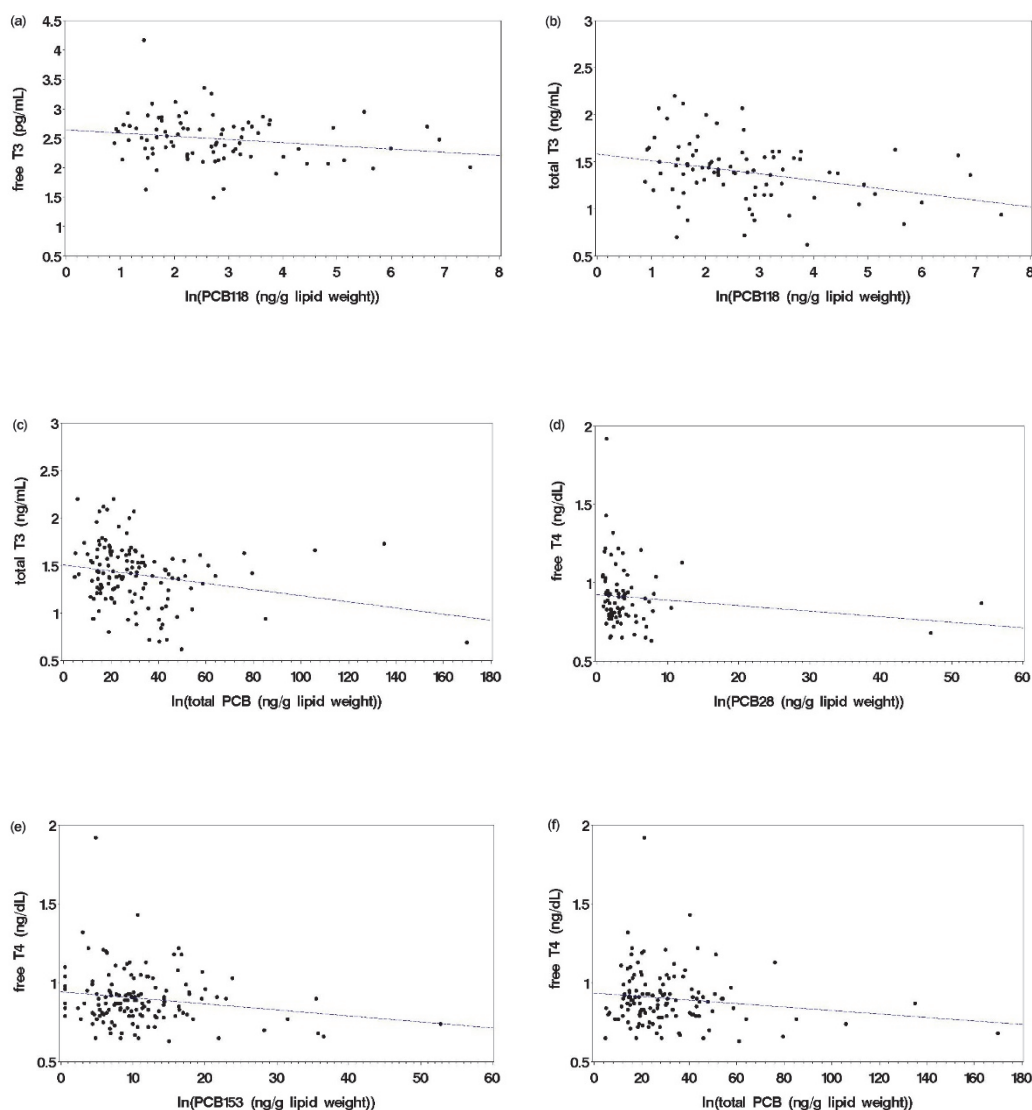 (a)
free T3 (pg/mL)
4.5
4
3.5
3
2.5
2
1.5
1
0.5
0 1 2 3 4 5 6 7 8
ln(PCB118 (ng/g lipid weight))
(b)
total T3 (ng/mL)
3
2.5
2
1.5
1
0.5
0 1 2 3 4 5 6 7 8
ln(PCB118 (ng/g lipid weight))
(c)
total T3 (ng/mL)
3
2.5
2
1.5
1
0.5
0 20 40 60 80 100 120 140 160 180
ln(total PCB (ng/g lipid weight))
(d)
free T4 (ng/dL)
2
1.5
1
0.5
0 10 20 30 40 50 60
ln(PCB28 (ng/g lipid weight))
(e)
free T4 (ng/dL)
2
1.5
1
0.5
0 10 20 30 40 50 60
ln(PCB153 (ng/g lipid weight))
(f)
free T4 (ng/dL)
2
1.5
1
0.5
0 20 40 60 80 100 120 140 160 180
ln(total PCB (ng/g lipid weight))